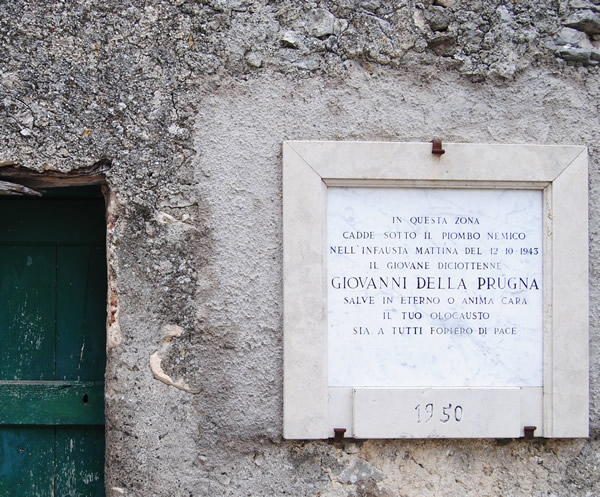 IN QUESTA ZONA
CADDE SOTTO IL PIOMBO NEMICO
NELL'INFAUSTA MATTINA DEL 12-10-1943
IL GIOVANE DICIOTTENNE
GIOVANNI DELLA PRUGNA
SALVE IN ETERNO O ANIMA CARA
IL TUO OLOCAUSTO
SIA A TUTTI FORIERO DI PACE
1950